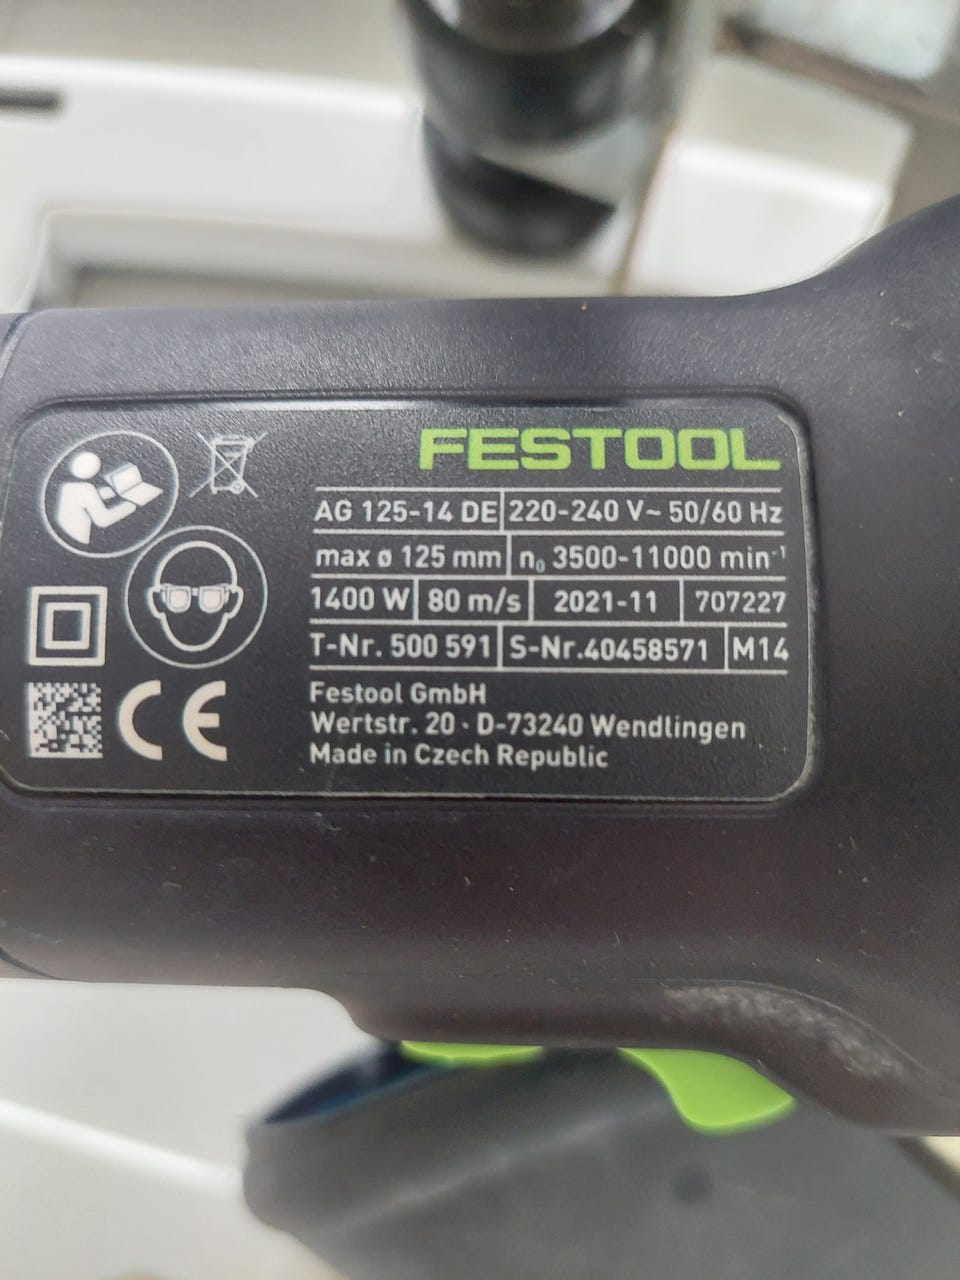 FESTOOL
AG 125-14 DE 220-240 V~ 50/60 Hz
max ø 125 mm n₀ 3500-11000 min⁻¹
1400 W 80 m/s 2021-11 707227
T-Nr. 500 591 S-Nr.40458571 M14
Festool GmbH
Wertstr. 20 · D-73240 Wendlingen
Made in Czech Republic
CE